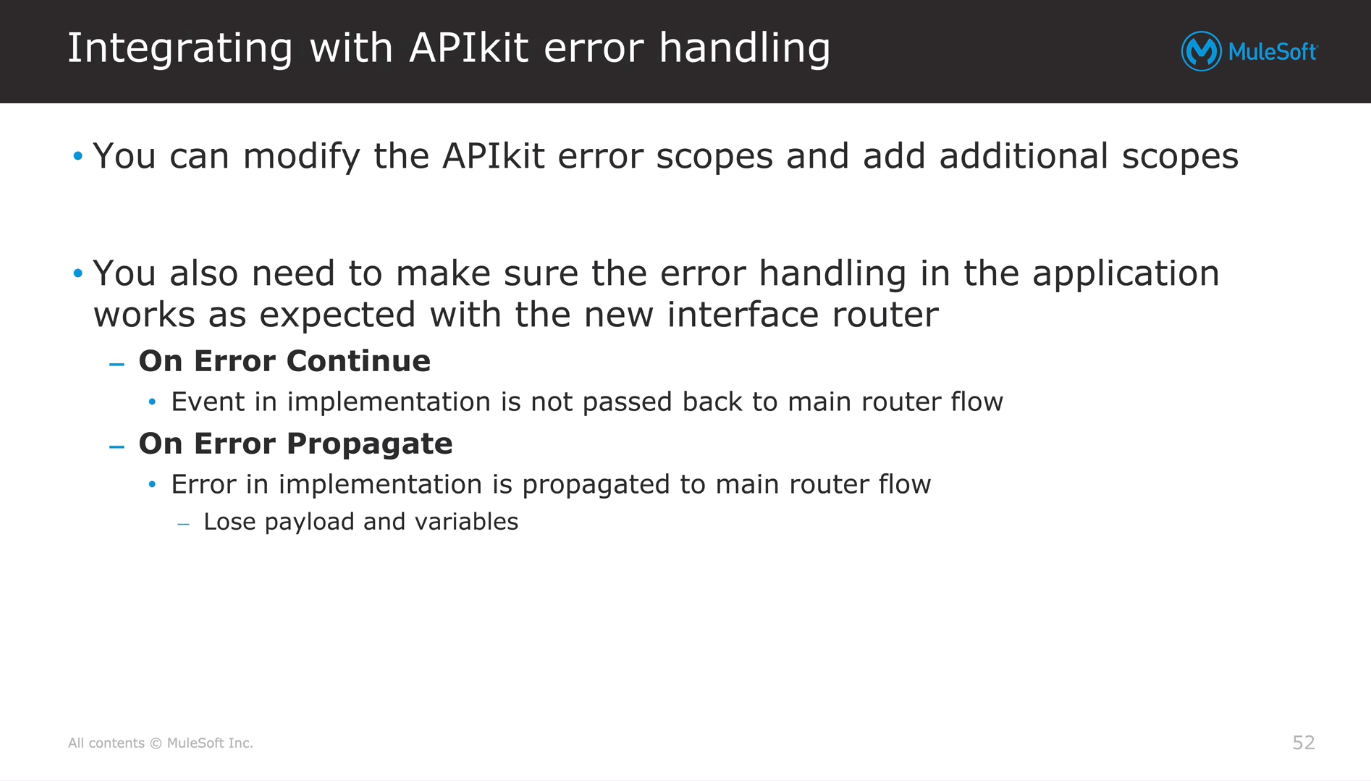 Integrating with APIkit error handling
MuleSoft
• You can modify the APIkit error scopes and add additional scopes
• You also need to make sure the error handling in the application
works as expected with the new interface router
– On Error Continue
• Event in implementation is not passed back to main router flow
– On Error Propagate
• Error in implementation is propagated to main router flow
– Lose payload and variables
All contents © MuleSoft Inc.
52